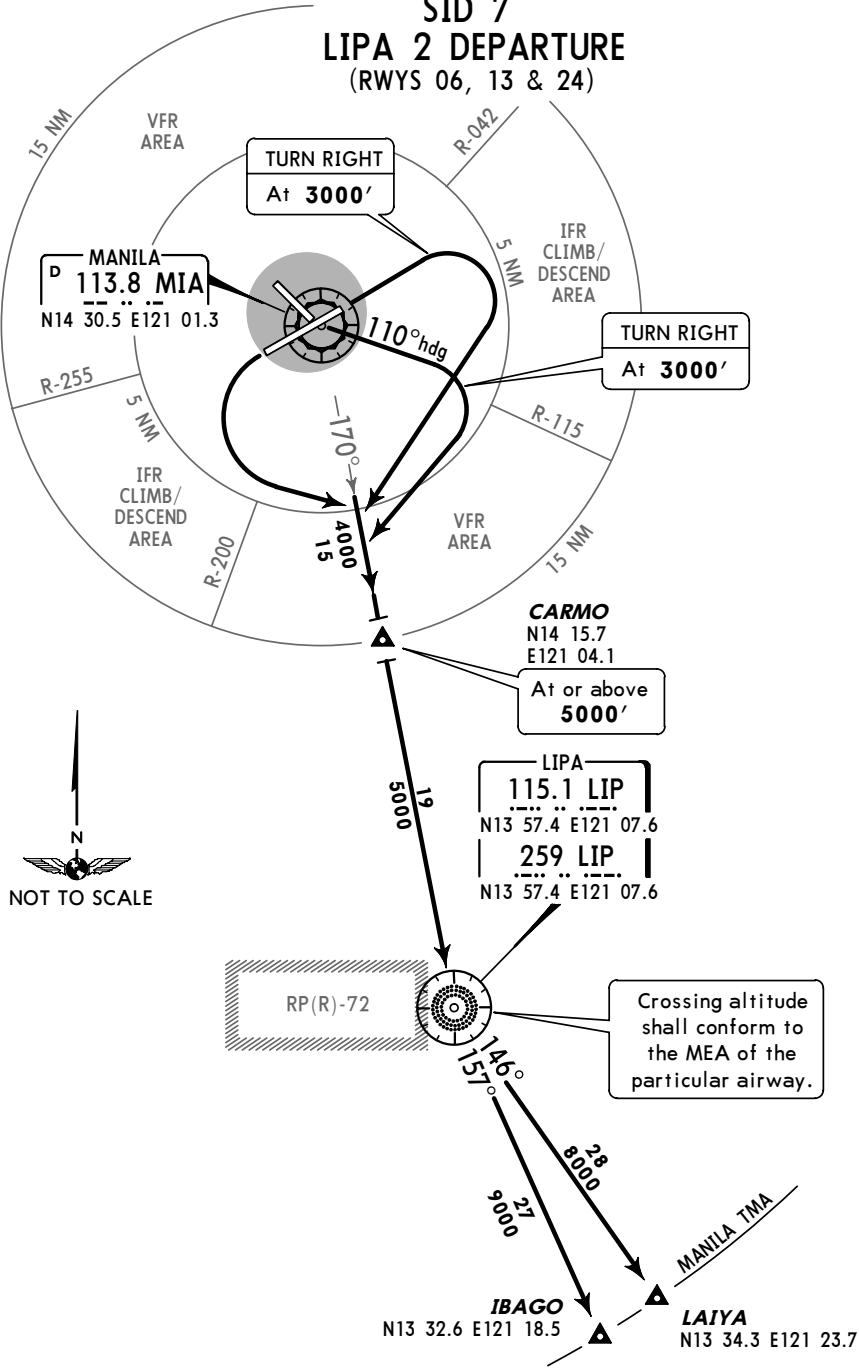 SID 7
LIPA 2 DEPARTURE
(RWYS 06, 13 & 24)
15 NM
VFR
AREA
R-042
TURN RIGHT
At 3000′
IFR
CLIMB/
DESCEND
AREA
5 NM
MANILA
D 113.8 MIA
N14 30.5 E121 01.3
110°hdg
TURN RIGHT
At 3000′
R-255
5 NM
R-115
170°
IFR
CLIMB/
DESCEND
AREA
R-200
4000
15
VFR
AREA
15 NM
CARMO
N14 15.7
E121 04.1
At or above
5000′
19
5000
LIPA
115.1 LIP
N13 57.4 E121 07.6
259 LIP
N13 57.4 E121 07.6
N
NOT TO SCALE
RP(R)-72
Crossing altitude
shall conform to
the MEA of the
particular airway.
146°
157°
28
8000
27
9000
MANILA TMA
IBAGO
N13 32.6 E121 18.5
LAIYA
N13 34.3 E121 23.7